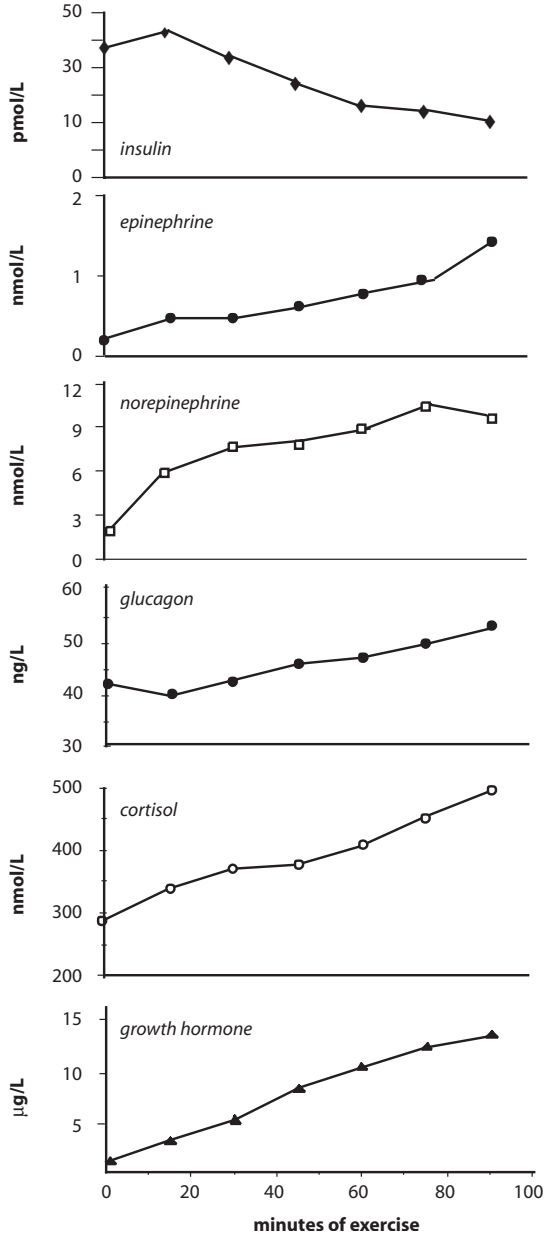 50
30
10
0
pmol/L
insulin
2
1
0
nmol/L
epinephrine
12
9
6
3
0
nmol/L
norepinephrine
60
50
40
30
ng/L
glucagon
500
400
300
200
nmol/L
cortisol
15
10
5
μg/L
growth hormone
0 20 40 60 80 100
minutes of exercise